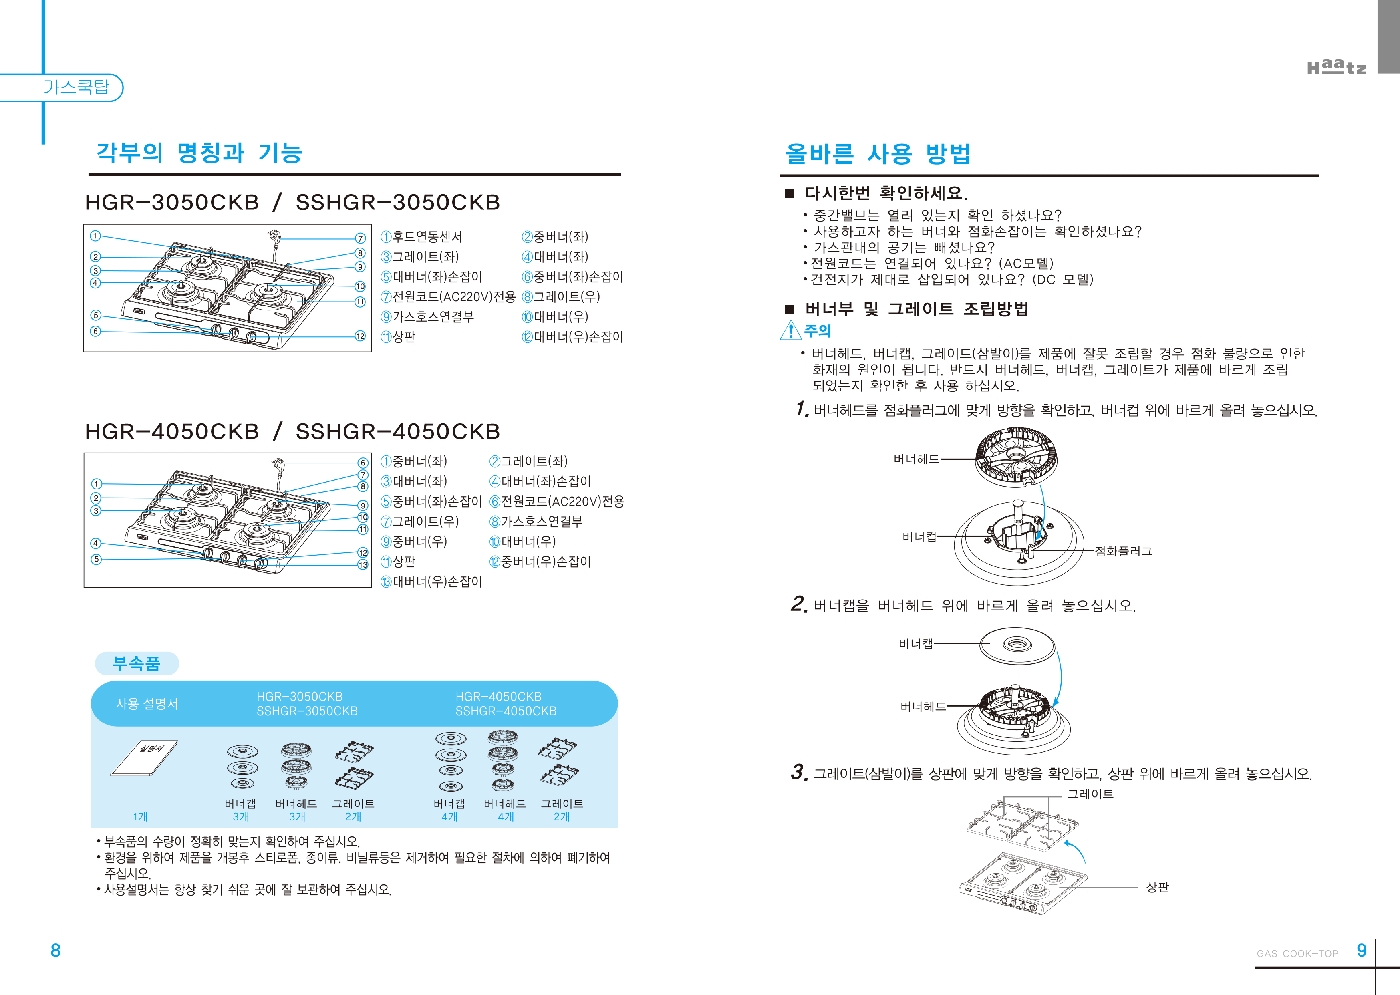 가스쿡탑
각부의 명칭과 기능
HGR-3050CKB / SSHGR-3050CKB
① ② ③ ④ ⑤ ⑥ ⑦ ⑧ ⑨ ⑩ ⑪ ⑫
①후드연동센서 ②중버너(좌)
③그레이트(좌) ④대버너(좌)
⑤대버너(좌)손잡이 ⑥중버너(좌)손잡이
⑦전원코드(AC220V)전용 ⑧그레이트(우)
⑨가스호스연결부 ⑩대버너(우)
⑪상판 ⑫대버너(우)손잡이
HGR-4050CKB / SSHGR-4050CKB
① ② ③ ④ ⑤ ⑥ ⑦ ⑧ ⑨ ⑩ ⑪ ⑫ ⑬
①중버너(좌) ②그레이트(좌)
③대버너(좌) ④대버너(좌)손잡이
⑤중버너(좌)손잡이 ⑥전원코드(AC220V)전용
⑦그레이트(우) ⑧가스호스연결부
⑨중버너(우) ⑩대버너(우)
⑪상판 ⑫중버너(우)손잡이
⑬대버너(우)손잡이
부속품
사용 설명서
HGR-3050CKB
SSHGR-3050CKB
HGR-4050CKB
SSHGR-4050CKB
설명서
버너캡 버너헤드 그레이트 버너캡 버너헤드 그레이트
1개 3개 3개 2개 4개 4개 2개
• 부속품의 수량이 정확히 맞는지 확인하여 주십시오.
• 환경을 위하여 제품을 개봉후 스티로폼, 종이류, 비닐류등은 제거하여 필요한 절차에 의하여 폐기하여
주십시오.
• 사용설명서는 항상 찾기 쉬운 곳에 잘 보관하여 주십시오.
8
Haatz
올바른 사용 방법
■ 다시한번 확인하세요.
• 중간밸브는 열려 있는지 확인 하셨나요?
• 사용하고자 하는 버너와 점화손잡이는 확인하셨나요?
• 가스관내의 공기는 빼셨나요?
• 전원코드는 연결되어 있나요? (AC모델)
• 건전지가 제대로 삽입되어 있나요? (DC 모델)
■ 버너부 및 그레이트 조립방법
주의
• 버너헤드, 버너캡, 그레이트(삼발이)를 제품에 잘못 조립할 경우 점화 불량으로 인한
화재의 원인이 됩니다. 반드시 버너헤드, 버너캡, 그레이트가 제품에 바르게 조립
되었는지 확인한 후 사용 하십시오.
1. 버너헤드를 점화플러그에 맞게 방향을 확인하고, 버너컵 위에 바르게 올려 놓으십시오.
버너헤드
버너컵
점화플러그
2. 버너캡을 버너헤드 위에 바르게 올려 놓으십시오.
버너캡
버너헤드
3. 그레이트(삼발이)를 상판에 맞게 방향을 확인하고, 상판 위에 바르게 올려 놓으십시오.
그레이트
상판
GAS COOK-TOP 9